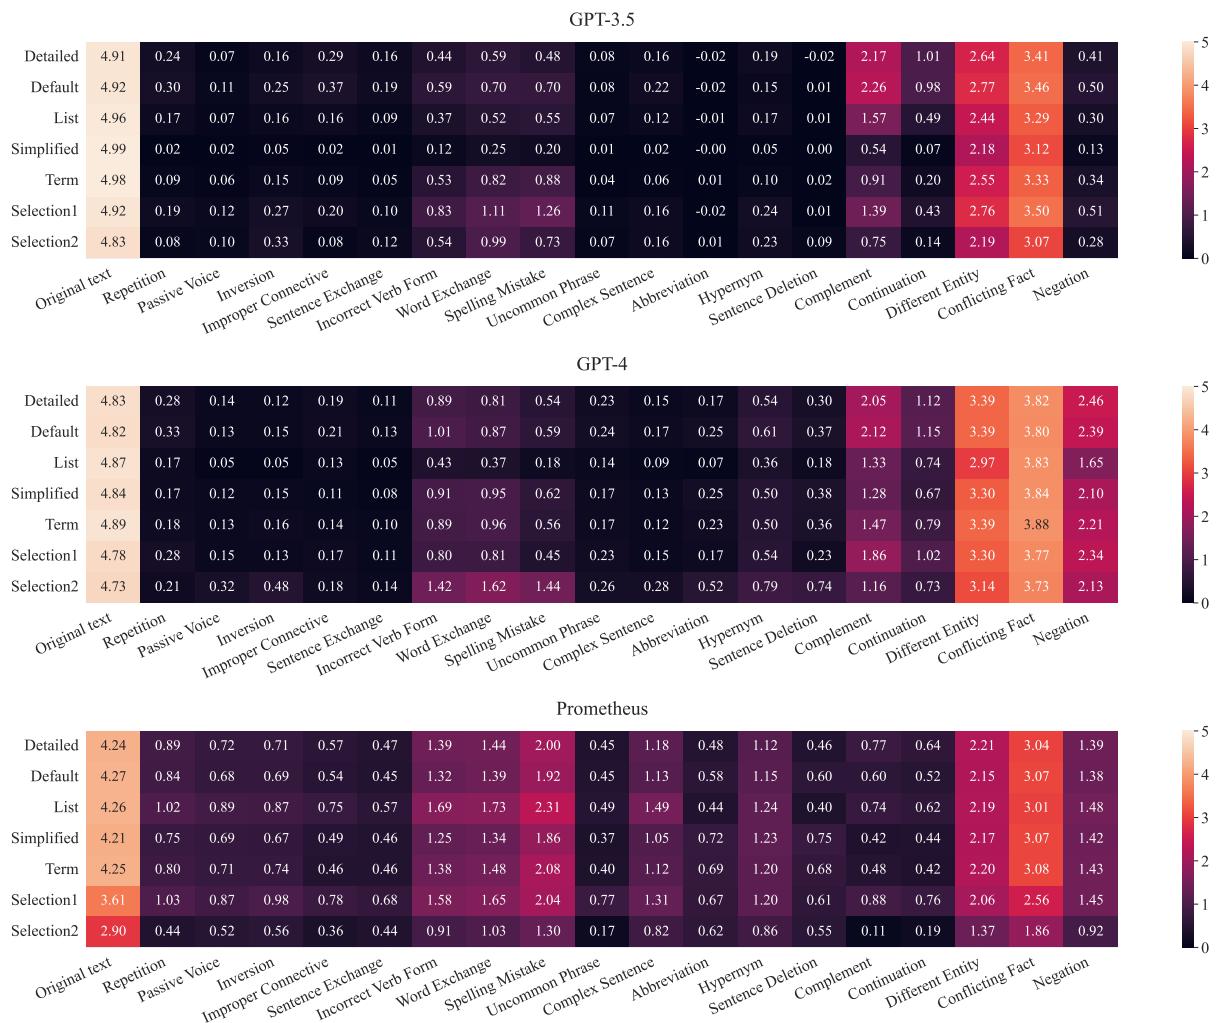 GPT-3.5
Detailed 4.91 0.24 0.07 0.16 0.29 0.16 0.44 0.59 0.48 0.08 0.16 -0.02 0.19 -0.02 2.17 1.01 2.64 3.41 0.41
Default 4.92 0.30 0.11 0.25 0.37 0.19 0.59 0.70 0.70 0.08 0.22 -0.02 0.15 0.01 2.26 0.98 2.77 3.46 0.50
List 4.96 0.17 0.07 0.16 0.16 0.09 0.37 0.52 0.55 0.07 0.12 -0.01 0.17 0.01 1.57 0.49 2.44 3.29 0.30
Simplified 4.99 0.02 0.02 0.05 0.02 0.01 0.12 0.25 0.20 0.01 0.02 -0.00 0.05 0.00 0.54 0.07 2.18 3.12 0.13
Term 4.98 0.09 0.06 0.15 0.09 0.05 0.53 0.82 0.88 0.04 0.06 0.01 0.10 0.02 0.91 0.20 2.55 3.33 0.34
Selection1 4.92 0.19 0.12 0.27 0.20 0.10 0.83 1.11 1.26 0.11 0.16 -0.02 0.24 0.01 1.39 0.43 2.76 3.50 0.51
Selection2 4.83 0.08 0.10 0.33 0.08 0.12 0.54 0.99 0.73 0.07 0.16 0.01 0.23 0.09 0.75 0.14 2.19 3.07 0.28
Original text Repetition Passive Voice Inversion Improper Connective Sentence Exchange Incorrect Verb Form Word Exchange Spelling Mistake Uncommon Phrase Complex Sentence Abbreviation Hypernym Sentence Deletion Complement Continuation Different Entity Conflicting Fact Negation
5
4
3
2
1
0
GPT-4
Detailed 4.83 0.28 0.14 0.12 0.19 0.11 0.89 0.81 0.54 0.23 0.15 0.17 0.54 0.30 2.05 1.12 3.39 3.82 2.46
Default 4.82 0.33 0.13 0.15 0.21 0.13 1.01 0.87 0.59 0.24 0.17 0.25 0.61 0.37 2.12 1.15 3.39 3.80 2.39
List 4.87 0.17 0.05 0.05 0.13 0.05 0.43 0.37 0.18 0.14 0.09 0.07 0.36 0.18 1.33 0.74 2.97 3.83 1.65
Simplified 4.84 0.17 0.12 0.15 0.11 0.08 0.91 0.95 0.62 0.17 0.13 0.25 0.50 0.38 1.28 0.67 3.30 3.84 2.10
Term 4.89 0.18 0.13 0.16 0.14 0.10 0.89 0.96 0.56 0.17 0.12 0.23 0.50 0.36 1.47 0.79 3.39 3.88 2.21
Selection1 4.78 0.28 0.15 0.13 0.17 0.11 0.80 0.81 0.45 0.23 0.15 0.17 0.54 0.23 1.86 1.02 3.30 3.77 2.34
Selection2 4.73 0.21 0.32 0.48 0.18 0.14 1.42 1.62 1.44 0.26 0.28 0.52 0.79 0.74 1.16 0.73 3.14 3.73 2.13
Original text Repetition Passive Voice Inversion Improper Connective Sentence Exchange Incorrect Verb Form Word Exchange Spelling Mistake Uncommon Phrase Complex Sentence Abbreviation Hypernym Sentence Deletion Complement Continuation Different Entity Conflicting Fact Negation
5
4
3
2
1
0
Prometheus
Detailed 4.24 0.89 0.72 0.71 0.57 0.47 1.39 1.44 2.00 0.45 1.18 0.48 1.12 0.46 0.77 0.64 2.21 3.04 1.39
Default 4.27 0.84 0.68 0.69 0.54 0.45 1.32 1.39 1.92 0.45 1.13 0.58 1.15 0.60 0.60 0.52 2.15 3.07 1.38
List 4.26 1.02 0.89 0.87 0.75 0.57 1.69 1.73 2.31 0.49 1.49 0.44 1.24 0.40 0.74 0.62 2.19 3.01 1.48
Simplified 4.21 0.75 0.69 0.67 0.49 0.46 1.25 1.34 1.86 0.37 1.05 0.72 1.23 0.75 0.42 0.44 2.17 3.07 1.42
Term 4.25 0.80 0.71 0.74 0.46 0.46 1.38 1.48 2.08 0.40 1.12 0.69 1.20 0.68 0.48 0.42 2.20 3.08 1.43
Selection1 3.61 1.03 0.87 0.98 0.78 0.68 1.58 1.65 2.04 0.77 1.31 0.67 1.20 0.61 0.88 0.76 2.06 2.56 1.45
Selection2 2.90 0.44 0.52 0.56 0.36 0.44 0.91 1.03 1.30 0.17 0.82 0.62 0.86 0.55 0.11 0.19 1.37 1.86 0.92
Original text Repetition Passive Voice Inversion Improper Connective Sentence Exchange Incorrect Verb Form Word Exchange Spelling Mistake Uncommon Phrase Complex Sentence Abbreviation Hypernym Sentence Deletion Complement Continuation Different Entity Conflicting Fact Negation
5
4
3
2
1
0